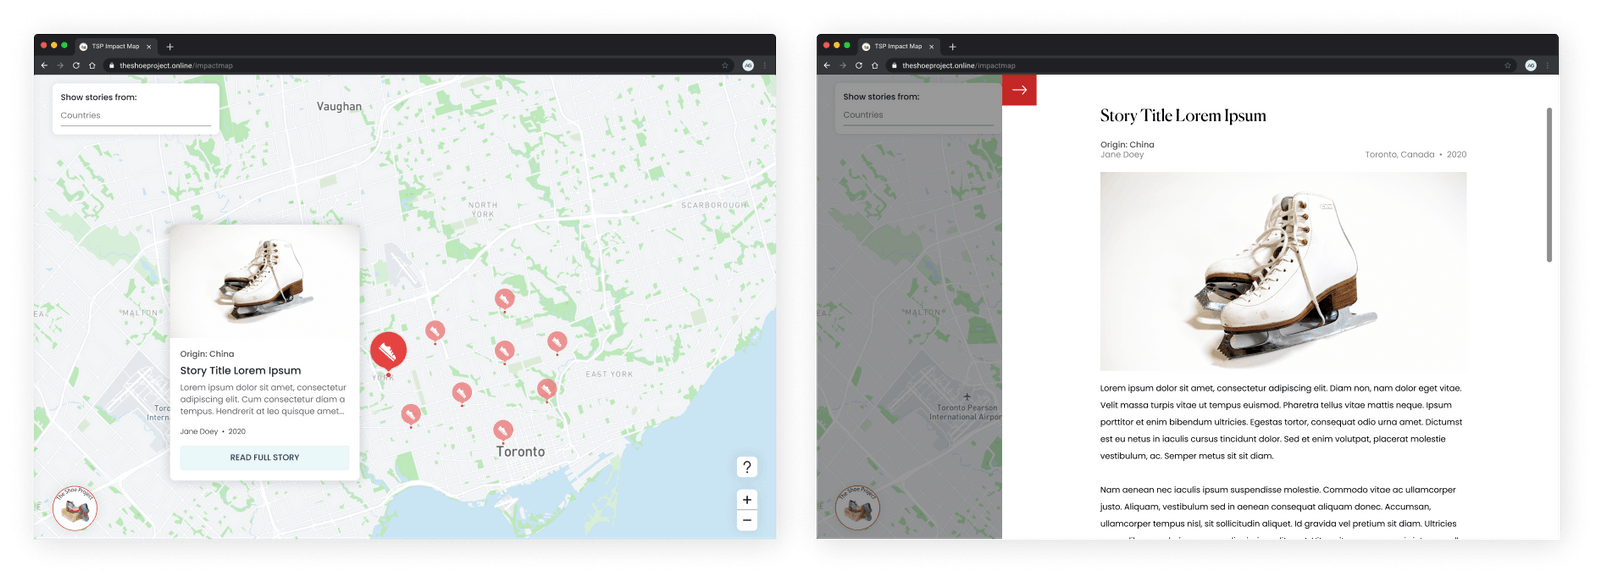 TSP Impact Map
theshoeproject.online/impactmap
AG
Show stories from:
Countries
Vaughan
NORTH
YORK
SCARBOROUGH
MALTON
Origin: China
Story Title Lorem Ipsum
Lorem ipsum dolor sit amet, consectetur
adipiscing elit. Cum consectetur diam a
tempus. Hendrerit at leo quisque amet...
Jane Doey • 2020
READ FULL STORY
YORK
EAST YORK
Toronto
?
+
−
The Shoe Project
TSP Impact Map
theshoeproject.online/impactmap
AG
Show stories from:
Countries
MALTON
Toronto Pearson
International Airport
The Shoe Project
Story Title Lorem Ipsum
Origin: China
Jane Doey
Toronto, Canada • 2020
Lorem ipsum dolor sit amet, consectetur adipiscing elit. Diam non, nam dolor eget vitae.
Velit massa turpis vitae ut tempus euismod. Pharetra tellus vitae mattis neque. Ipsum
porttitor et enim bibendum ultricies. Egestas tortor, consequat odio urna amet. Dictumst
est eu netus in iaculis cursus tincidunt dolor. Sed et enim volutpat, placerat molestie
vestibulum, ac. Semper metus sit sit diam.
Nam aenean nec iaculis ipsum suspendisse molestie. Commodo vitae ac ullamcorper
justo. Aliquam, vestibulum sed in aenean consequat aliquam donec. Accumsan,
ullamcorper tempus nisl, sit sollicitudin aliquet. Id gravida vel pretium sit diam. Ultricies